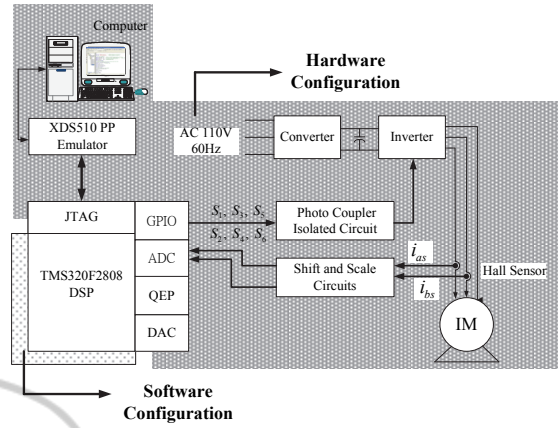 Computer
Hardware
Configuration
XDS510 PP
Emulator
AC 110V
60Hz
Converter
Inverter
JTAG
GPIO
S1, S3, S5
S2, S4, S6
Photo Coupler
Isolated Circuit
TMS320F2808
DSP
ADC
Shift and Scale
Circuits
ias
ibs
Hall Sensor
QEP
DAC
IM
Software
Configuration